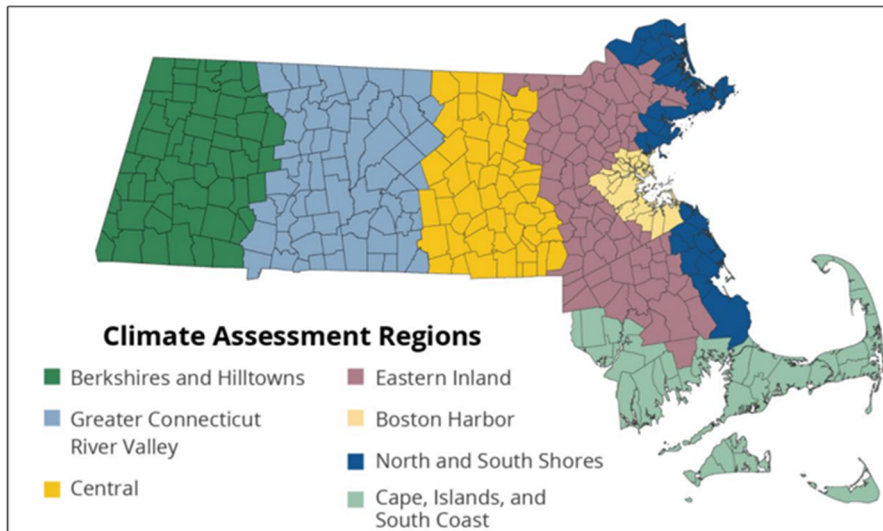 Climate Assessment Regions
Berkshires and Hilltowns
Greater Connecticut
River Valley
Central
Eastern Inland
Boston Harbor
North and South Shores
Cape, Islands, and
South Coast